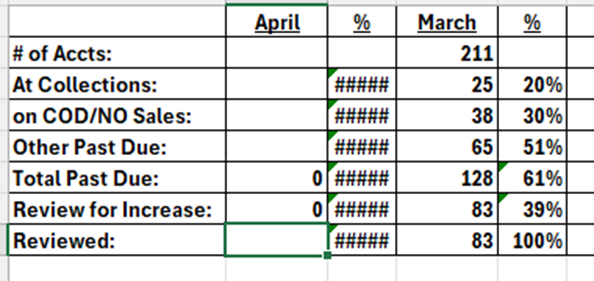 April % March %
# of Accts: 211
At Collections: ##### 25 20%
on COD/NO Sales: ##### 38 30%
Other Past Due: ##### 65 51%
Total Past Due: 0 ##### 128 61%
Review for Increase: 0 ##### 83 39%
Reviewed: ##### 83 100%